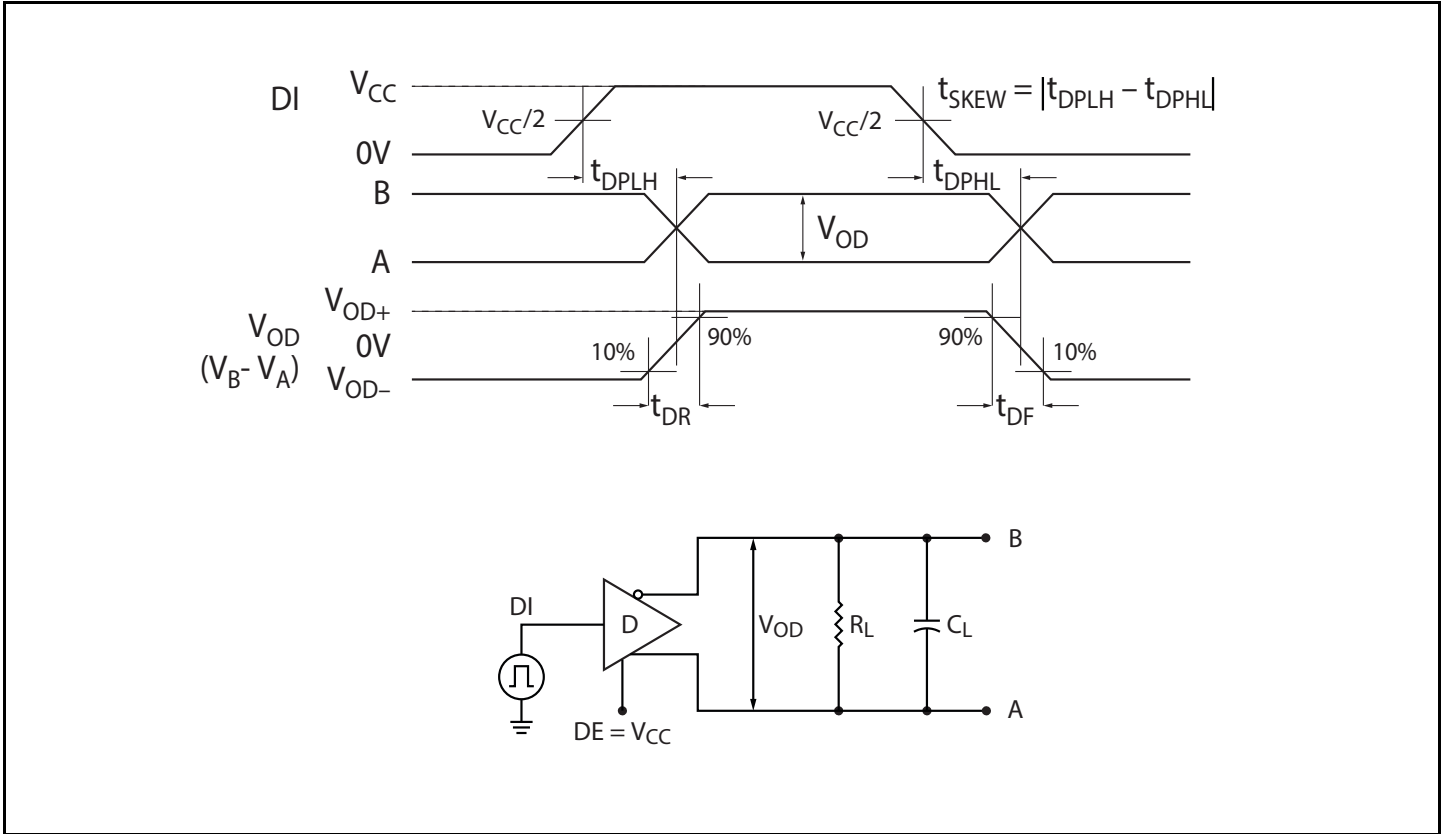 DI
V_CC
V_CC/2
V_CC/2
t_SKEW = |t_DPLH – t_DPHL|
0V
t_DPLH
t_DPHL
B
V_OD
A
V_OD+
V_OD
(V_B- V_A)
0V
V_OD–
10%
90%
90%
10%
t_DR
t_DF
B
DI
D
V_OD
R_L
C_L
A
DE = V_CC